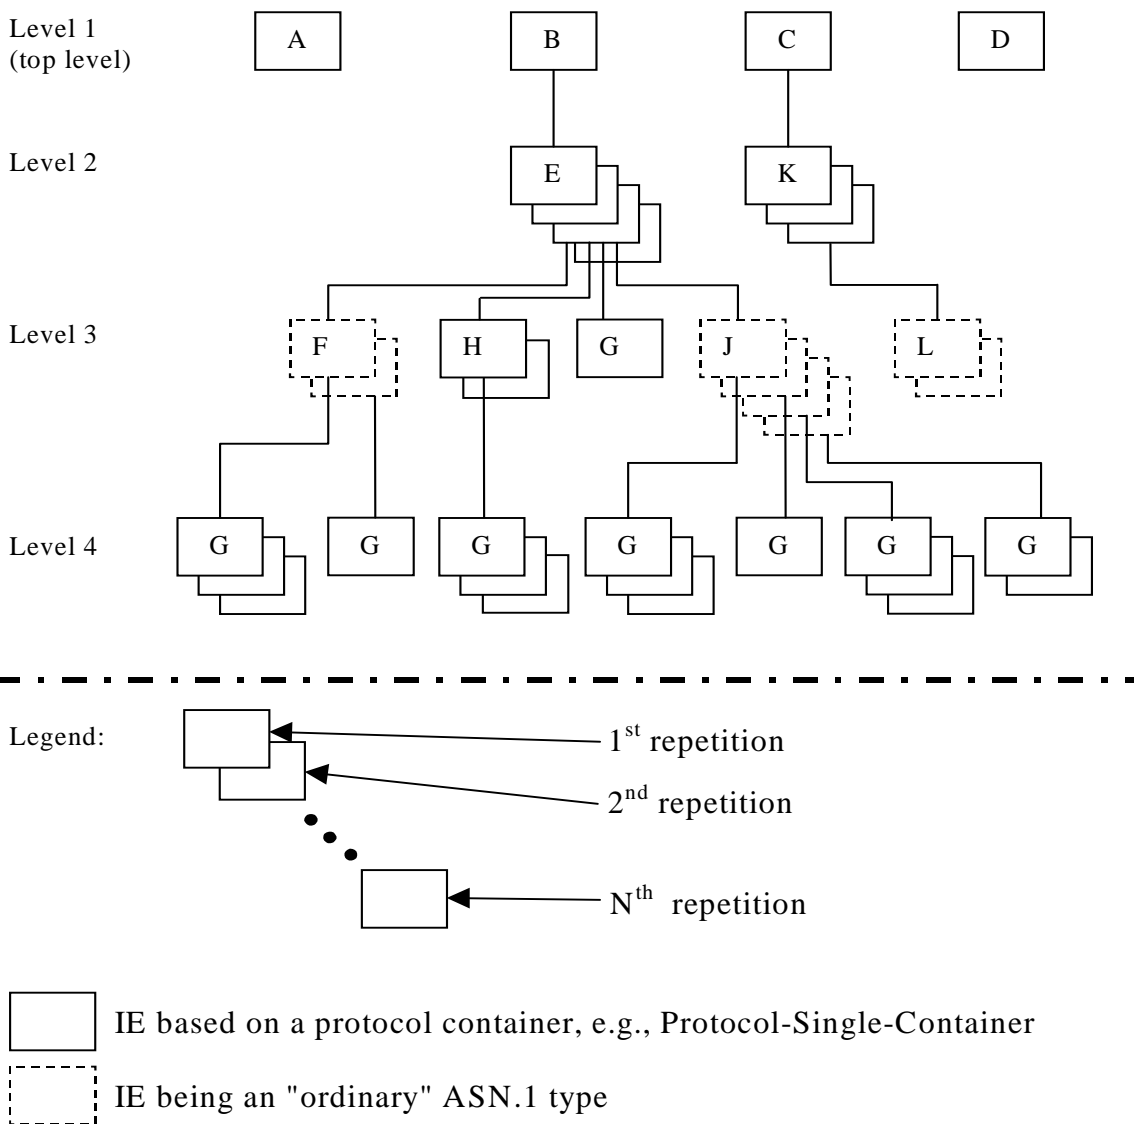 Level 1
(top level)
A
B
C
D
Level 2
E
K
Level 3
F
H
G
J
L
Level 4
G
G
G
G
G
G
G
Legend:
1st repetition
2nd repetition
Nth repetition
IE based on a protocol container, e.g., Protocol-Single-Container
IE being an "ordinary" ASN.1 type